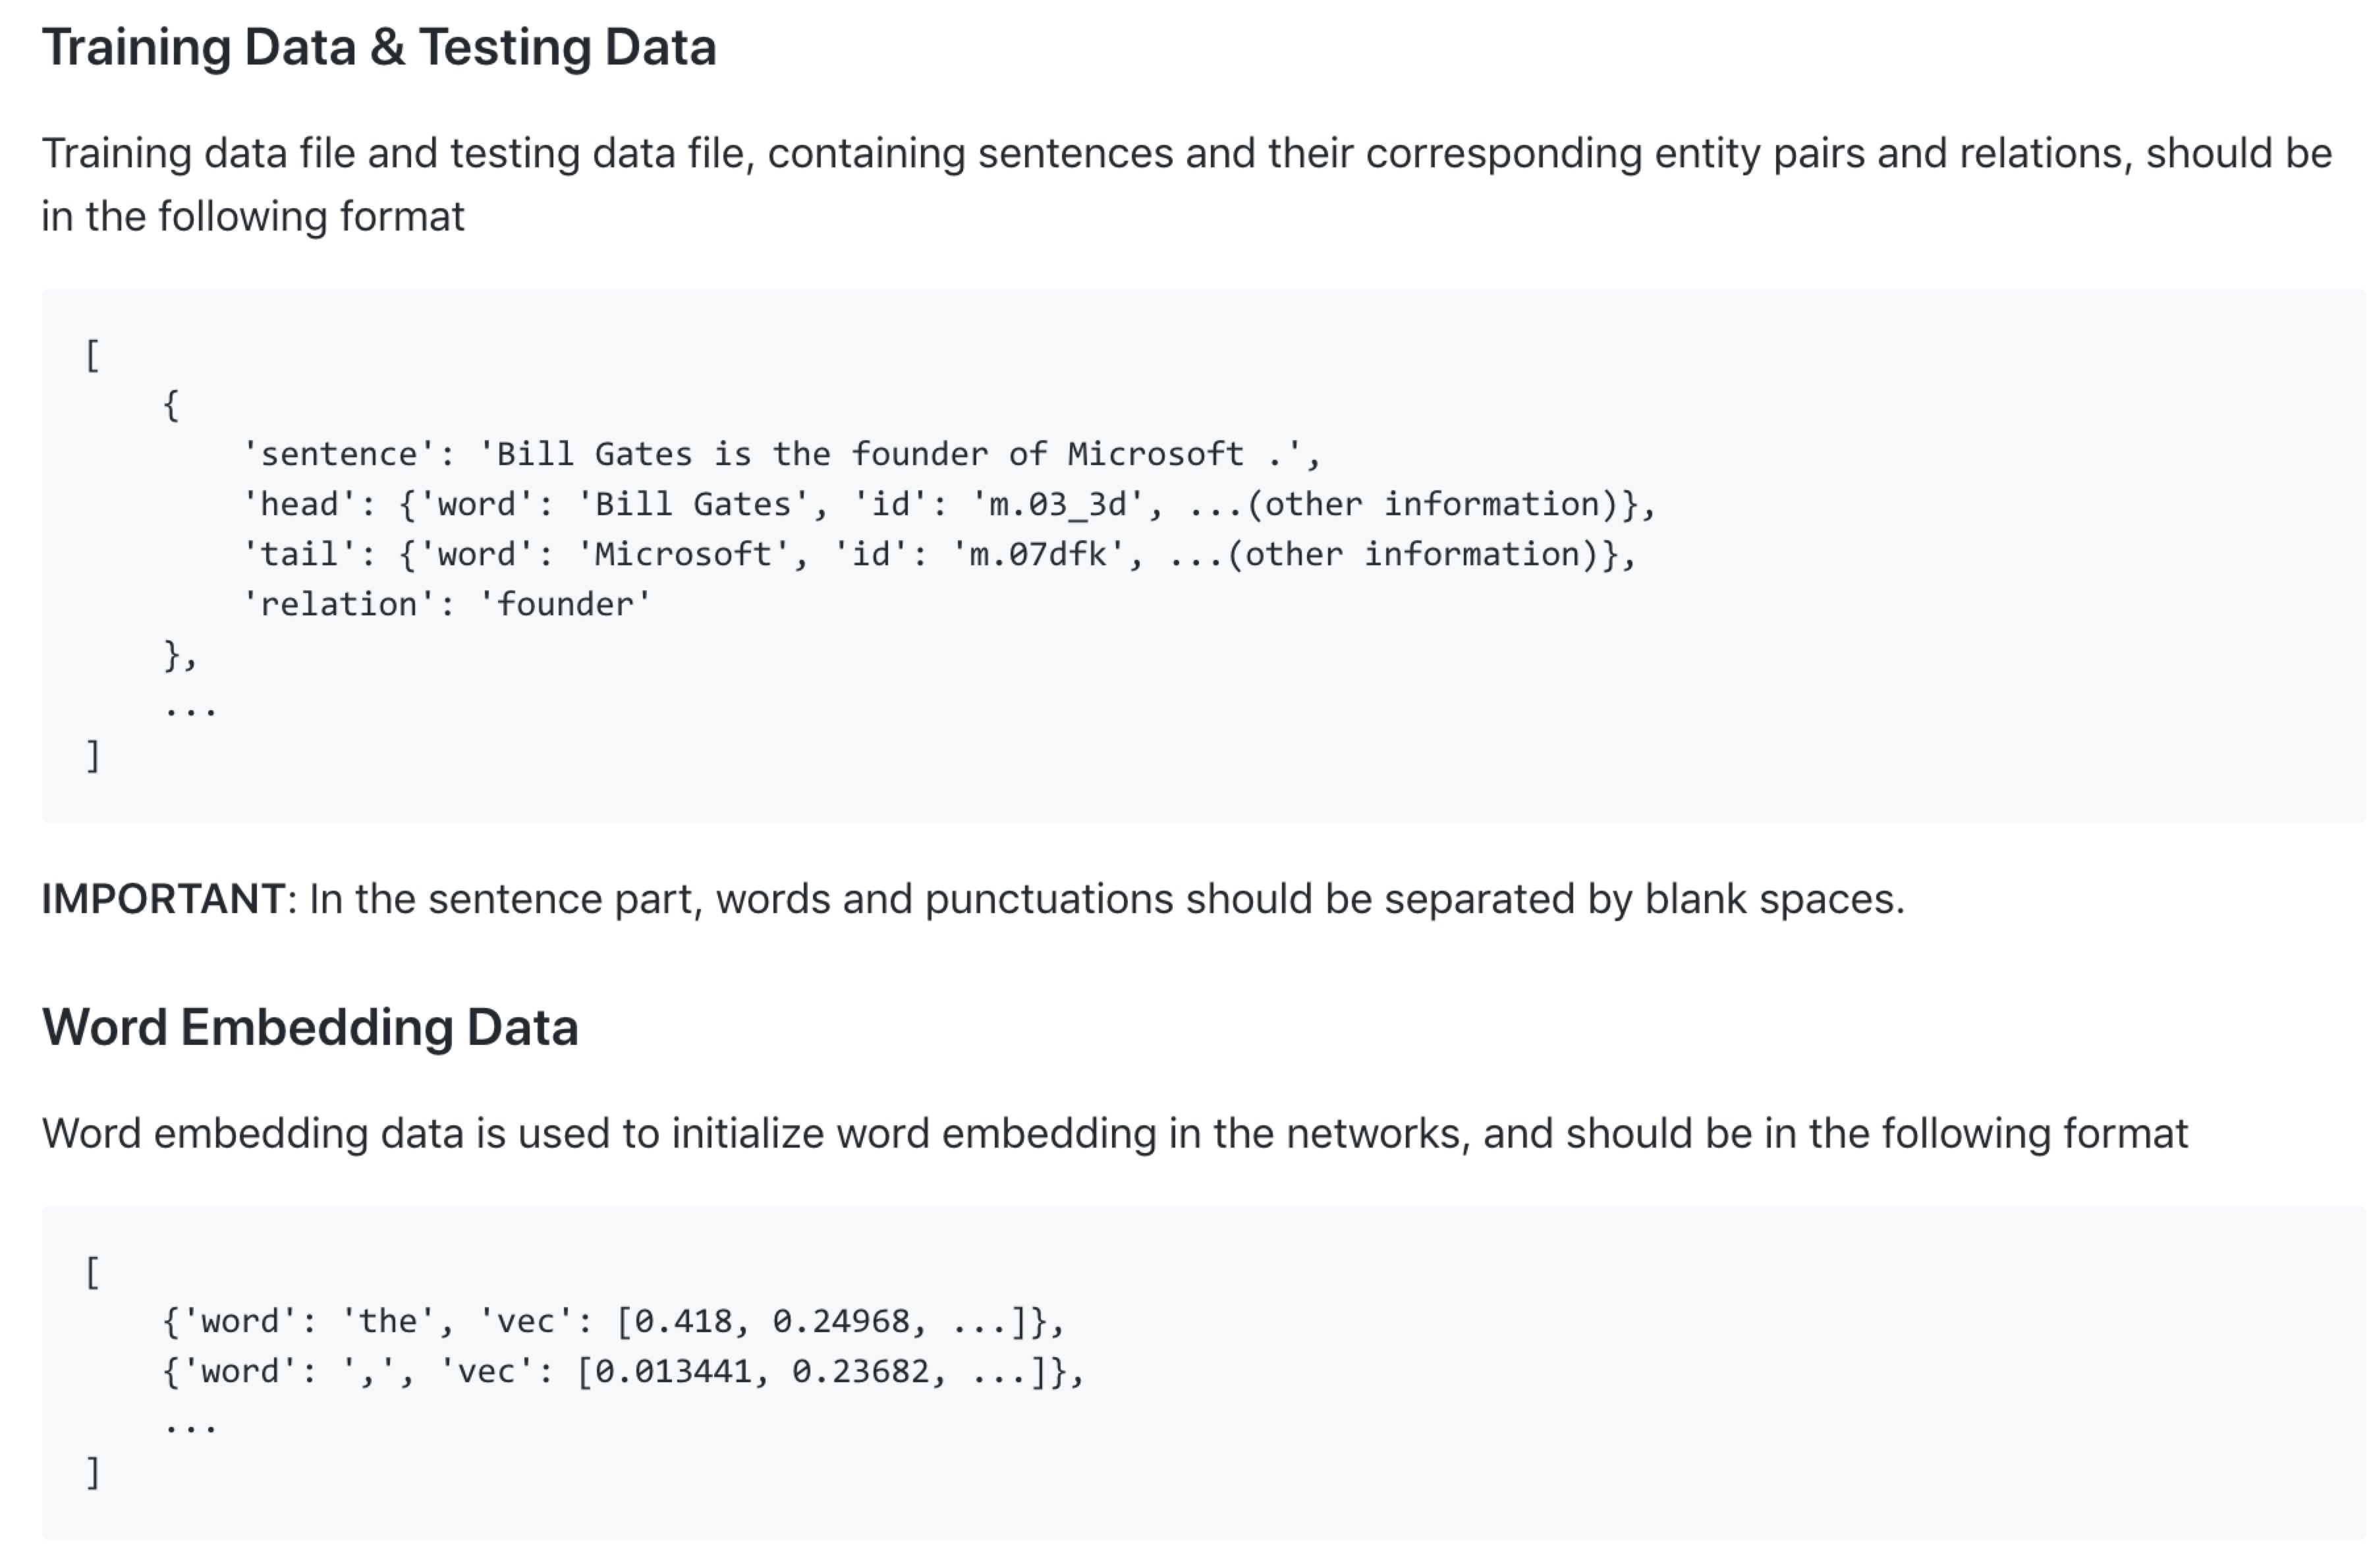 Training Data & Testing Data
Training data file and testing data file, containing sentences and their corresponding entity pairs and relations, should be
in the following format
[
    {
        'sentence': 'Bill Gates is the founder of Microsoft .',
        'head': {'word': 'Bill Gates', 'id': 'm.03_3d', ...(other information)},
        'tail': {'word': 'Microsoft', 'id': 'm.07dfk', ...(other information)},
        'relation': 'founder'
    },
    ...
]
IMPORTANT: In the sentence part, words and punctuations should be separated by blank spaces.
Word Embedding Data
Word embedding data is used to initialize word embedding in the networks, and should be in the following format
[
    {'word': 'the', 'vec': [0.418, 0.24968, ...]},
    {'word': ',', 'vec': [0.013441, 0.23682, ...]},
    ...
]